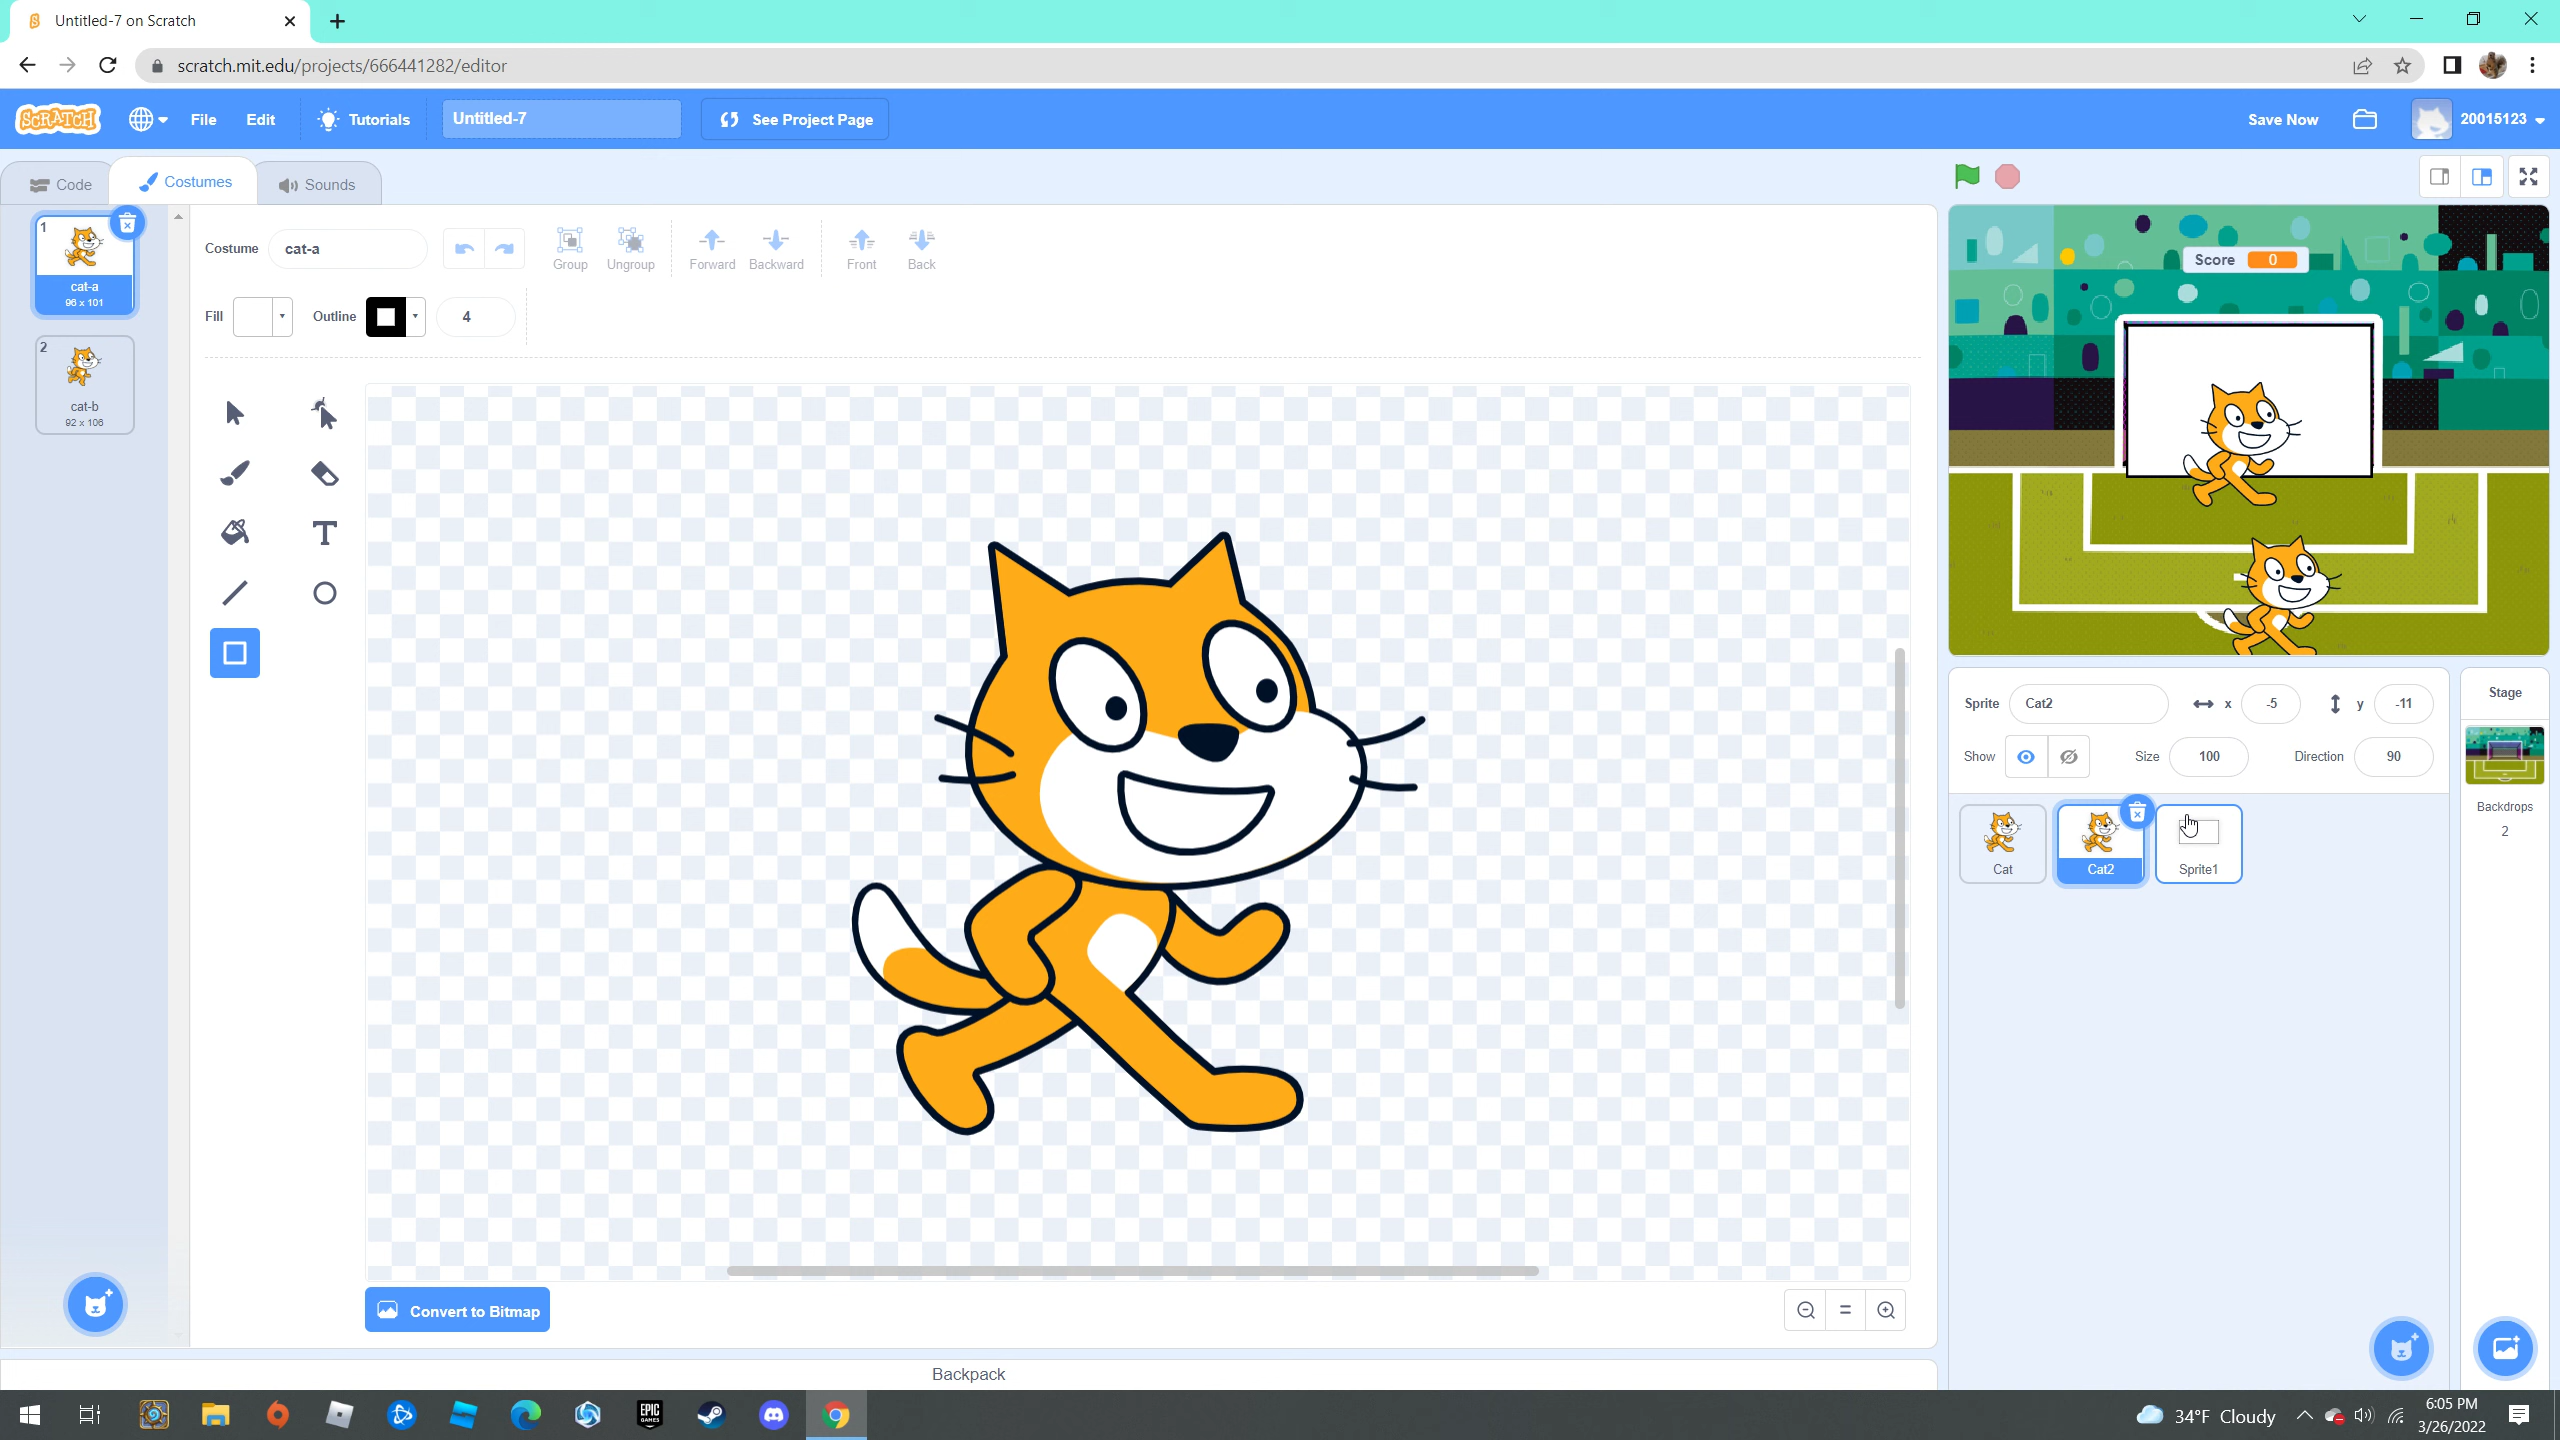 Untitled-7 on Scratch
scratch.mit.edu/projects/666441282/editor
SCRATCH File Edit Tutorials Untitled-7 See Project Page Save Now 20015123
Code Costumes Sounds
Costume cat-a Group Ungroup Forward Backward Front Back
Fill Outline 4
1
cat-a
96 x 101
2
cat-b
92 x 106
Convert to Bitmap
Backpack
Score 0
Sprite Cat2 x -5 y -11
Show Size 100 Direction 90
Cat Cat2 Sprite1
Stage
Backdrops
2
EPIC
GAMES
34°F Cloudy
6:05 PM
3/26/2022